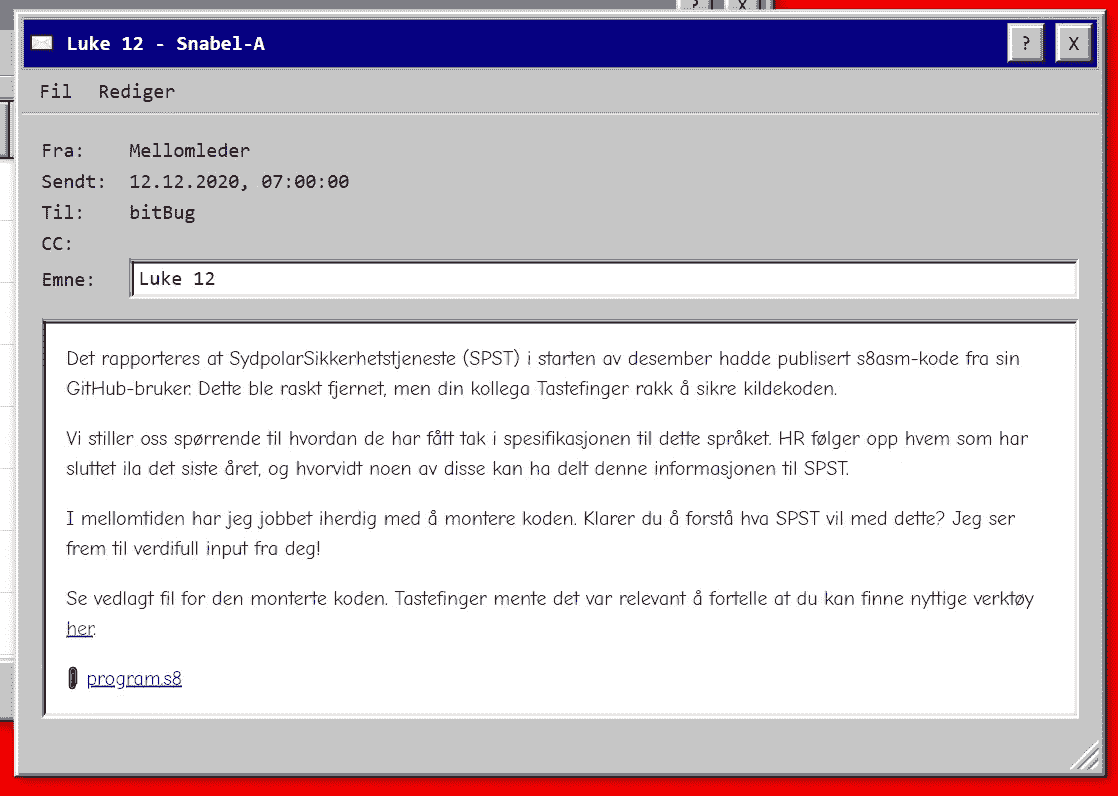 ? X
Luke 12 - Snabel-A ? X
Fil Rediger
Fra: Mellomleder
Sendt: 12.12.2020, 07:00:00
Til: bitBug
CC:
Emne: Luke 12
Det rapporteres at SydpolarSikkerhetstjeneste (SPST) i starten av desember hadde publisert s8asm-kode fra sin
GitHub-bruker. Dette ble raskt fjernet, men din kollega Tastefinger rakk å sikre kildekoden.
Vi stiller oss spørrende til hvordan de har fått tak i spesifikasjonen til dette språket. HR følger opp hvem som har
sluttet ila det siste året, og hvorvidt noen av disse kan ha delt denne informasjonen til SPST.
I mellomtiden har jeg jobbet iherdig med å montere koden. Klarer du å forstå hva SPST vil med dette? Jeg ser
frem til verdifull input fra deg!
Se vedlagt fil for den monterte koden. Tastefinger mente det var relevant å fortelle at du kan finne nyttige verktøy
her.
program.s8